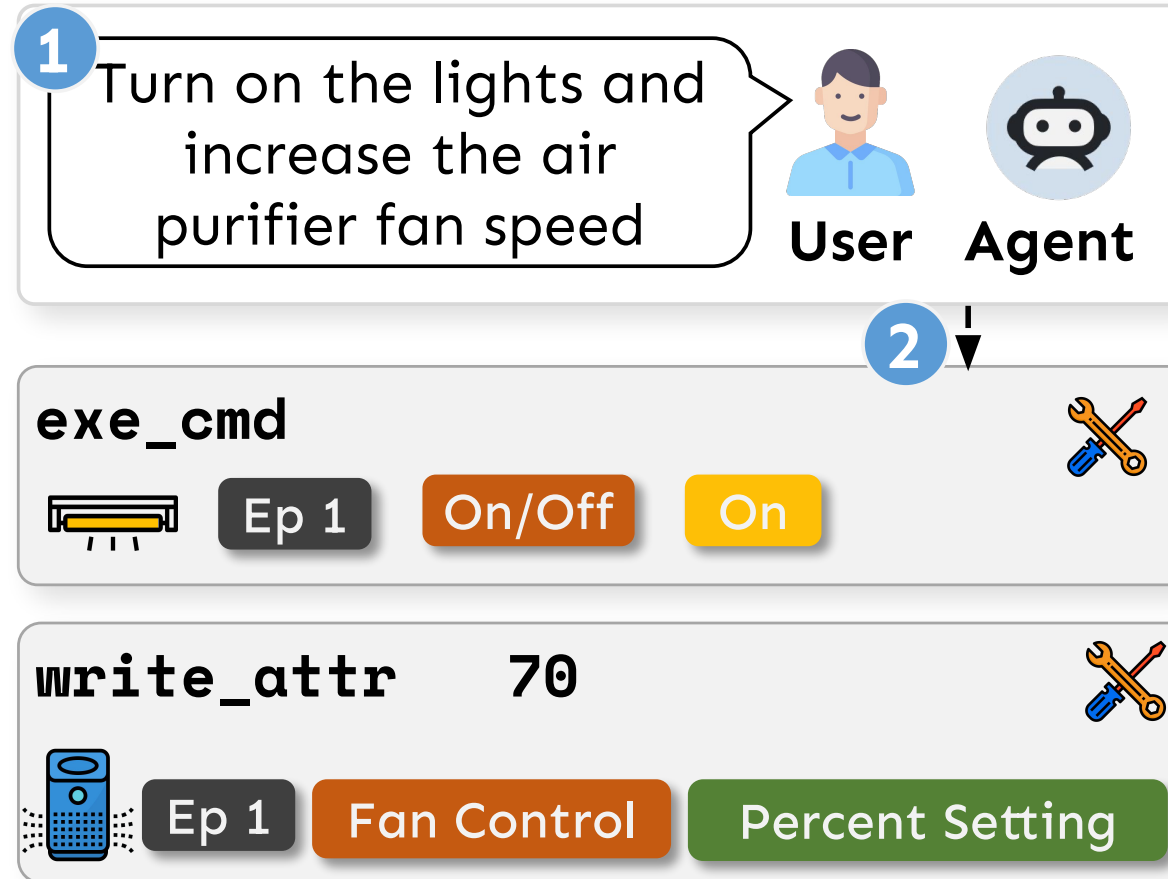 1
Turn on the lights and
increase the air
purifier fan speed
User Agent
2
exe_cmd
Ep 1 On/Off On
write_attr 70
Ep 1 Fan Control Percent Setting